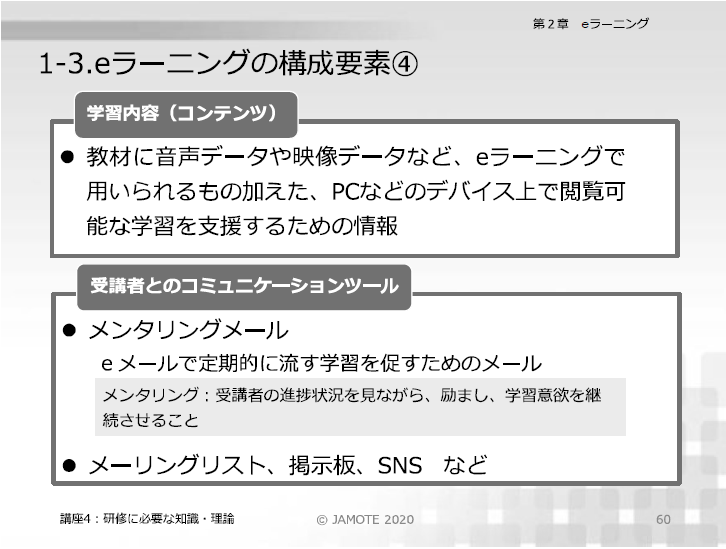 第２章　eラーニング
1-3.eラーニングの構成要素④
学習内容（コンテンツ）
● 教材に音声データや映像データなど、eラーニングで
用いられるもの加えた、PCなどのデバイス上で閲覧可
能な学習を支援するための情報
受講者とのコミュニケーションツール
● メンタリングメール
ｅメールで定期的に流す学習を促すためのメール
メンタリング：受講者の進捗状況を見ながら、励まし、学習意欲を継
続させること
● メーリングリスト、掲示板、SNS　など
講座4：研修に必要な知識・理論
© JAMOTE 2020
60